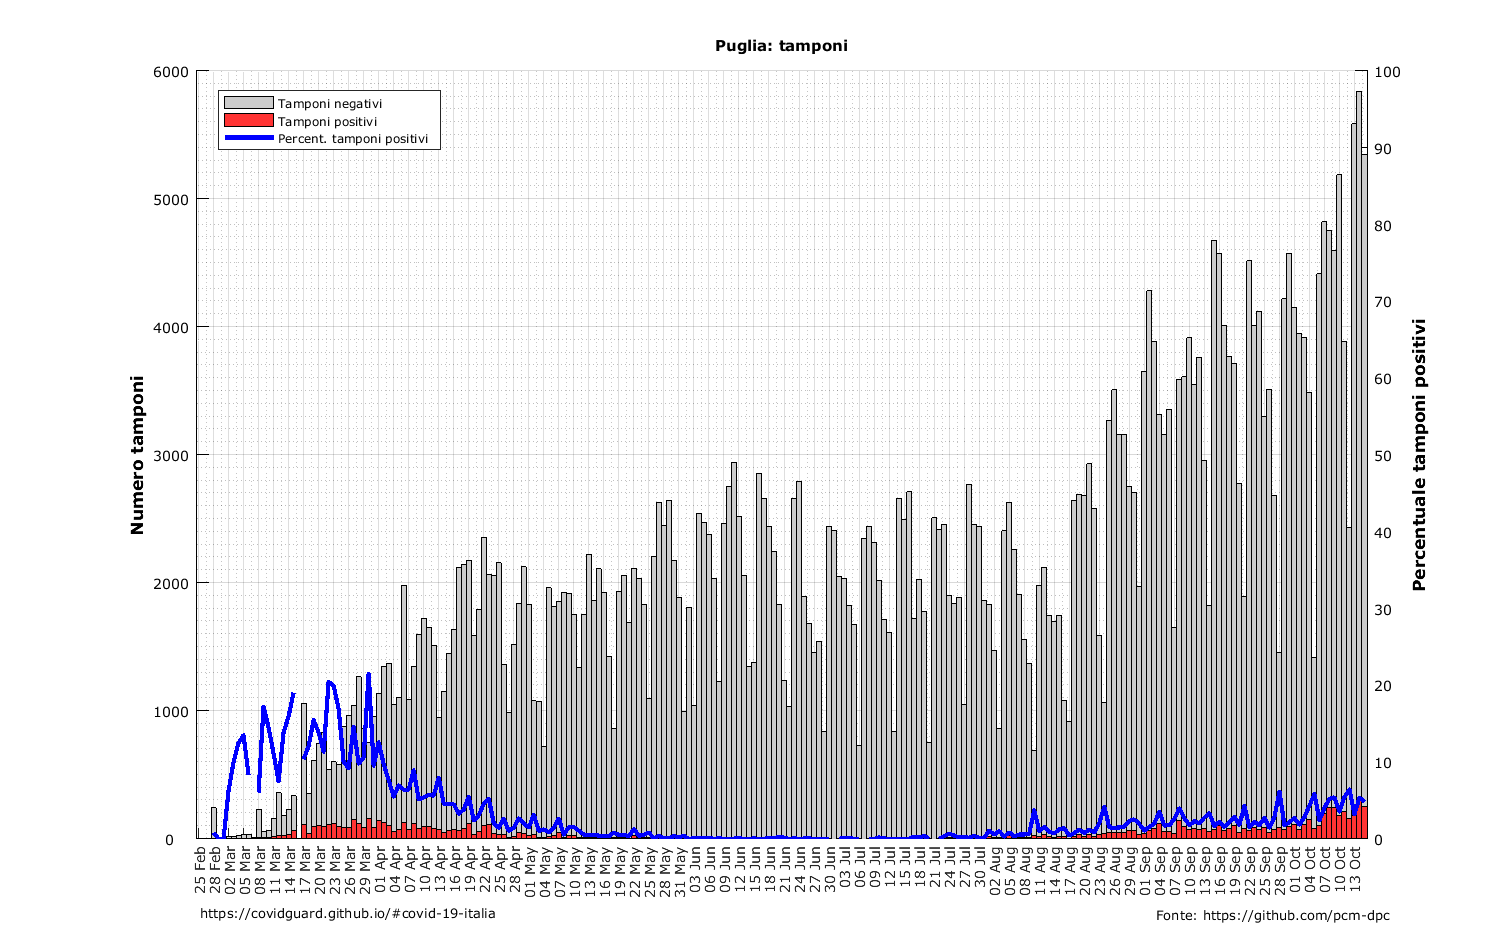 Puglia: tamponi
Tamponi negativi
Tamponi positivi
Percent. tamponi positivi
Numero tamponi
6000
5000
4000
3000
2000
1000
0
Percentuale tamponi positivi
100
90
80
70
60
50
40
30
20
10
0
25 Feb
28 Feb
02 Mar
05 Mar
08 Mar
11 Mar
14 Mar
17 Mar
20 Mar
23 Mar
26 Mar
29 Mar
01 Apr
04 Apr
07 Apr
10 Apr
13 Apr
16 Apr
19 Apr
22 Apr
25 Apr
28 Apr
01 May
04 May
07 May
10 May
13 May
16 May
19 May
22 May
25 May
28 May
31 May
03 Jun
06 Jun
09 Jun
12 Jun
15 Jun
18 Jun
21 Jun
24 Jun
27 Jun
30 Jun
03 Jul
06 Jul
09 Jul
12 Jul
15 Jul
18 Jul
21 Jul
24 Jul
27 Jul
30 Jul
02 Aug
05 Aug
08 Aug
11 Aug
14 Aug
17 Aug
20 Aug
23 Aug
26 Aug
29 Aug
01 Sep
04 Sep
07 Sep
10 Sep
13 Sep
16 Sep
19 Sep
22 Sep
25 Sep
28 Sep
01 Oct
04 Oct
07 Oct
10 Oct
13 Oct
https://covidguard.github.io/#covid-19-italia
Fonte: https://github.com/pcm-dpc